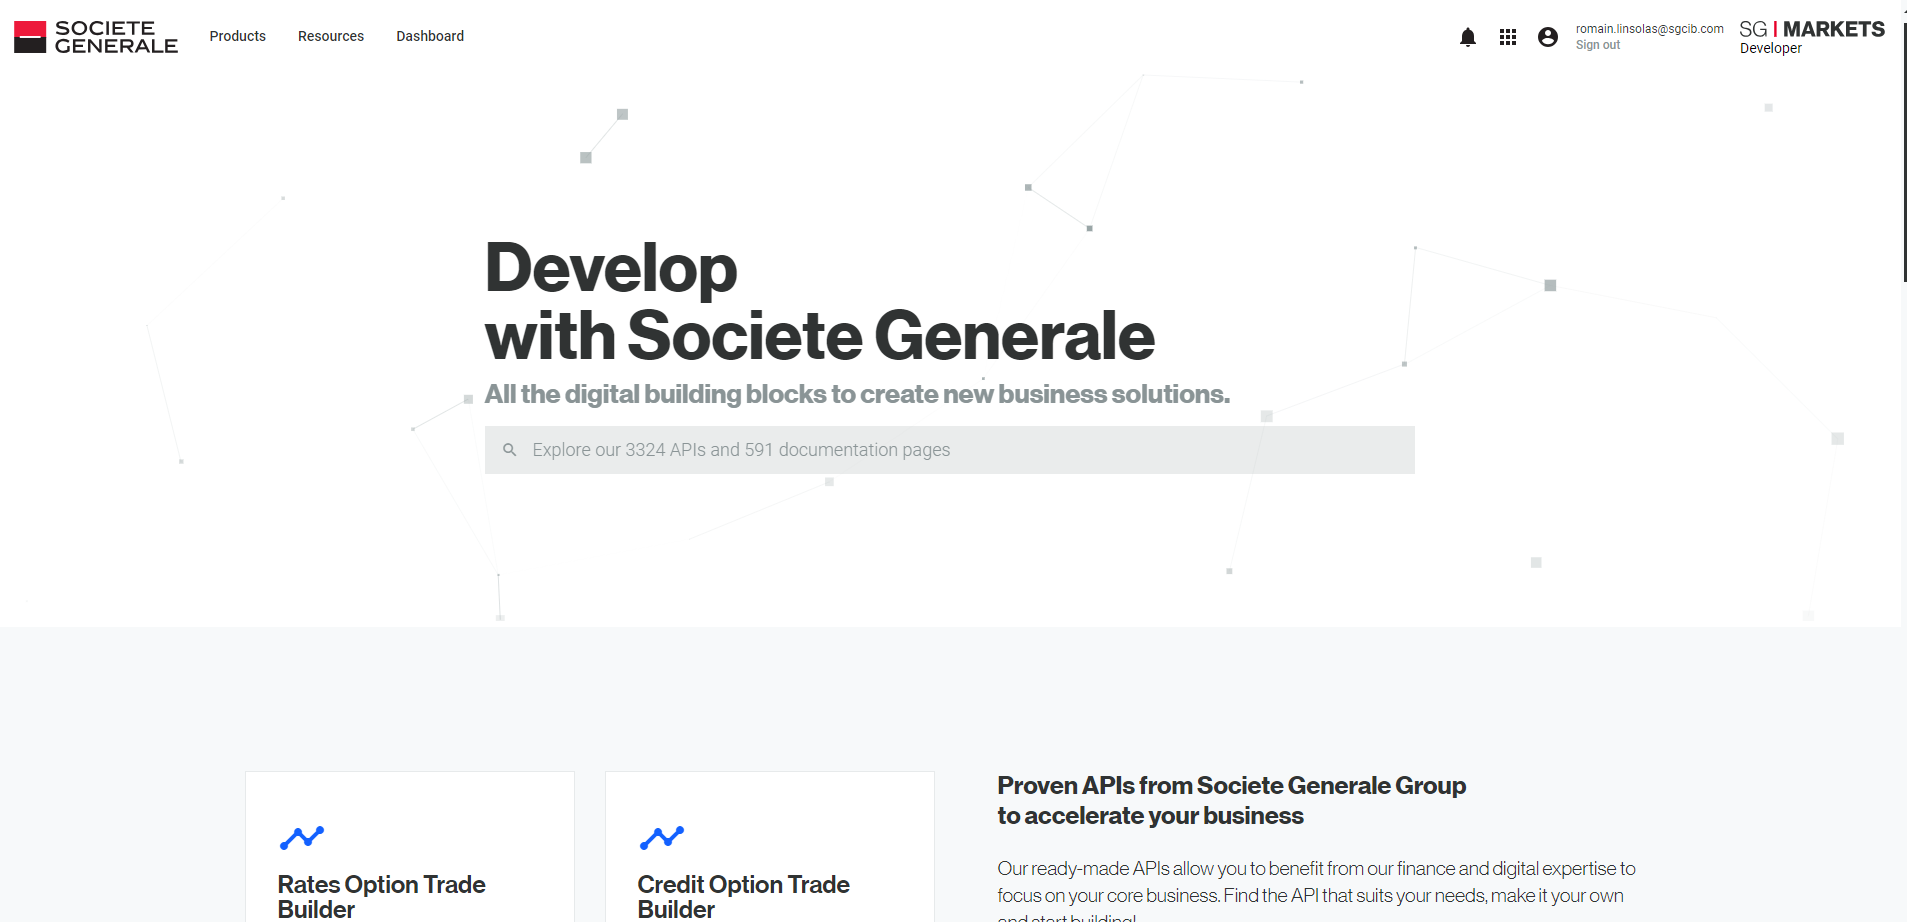 SOCIETE
GENERALE
Products
Resources
Dashboard
romain.linsolas@sgcib.com
Sign out
SG | MARKETS
Developer
Develop
with Societe Generale
All the digital building blocks to create new business solutions.
Explore our 3324 APIs and 591 documentation pages
Rates Option Trade
Builder
Credit Option Trade
Builder
Proven APIs from Societe Generale Group
to accelerate your business
Our ready-made APIs allow you to benefit from our finance and digital expertise to
focus on your core business. Find the API that suits your needs, make it your own
and start building!